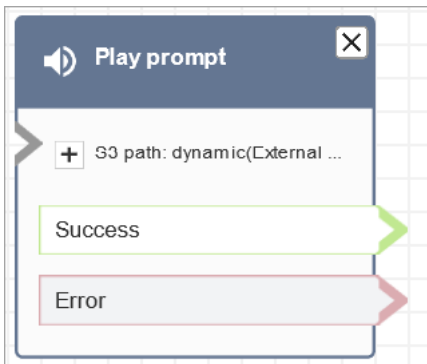 Play prompt
S3 path: dynamic(External ...
Success
Error